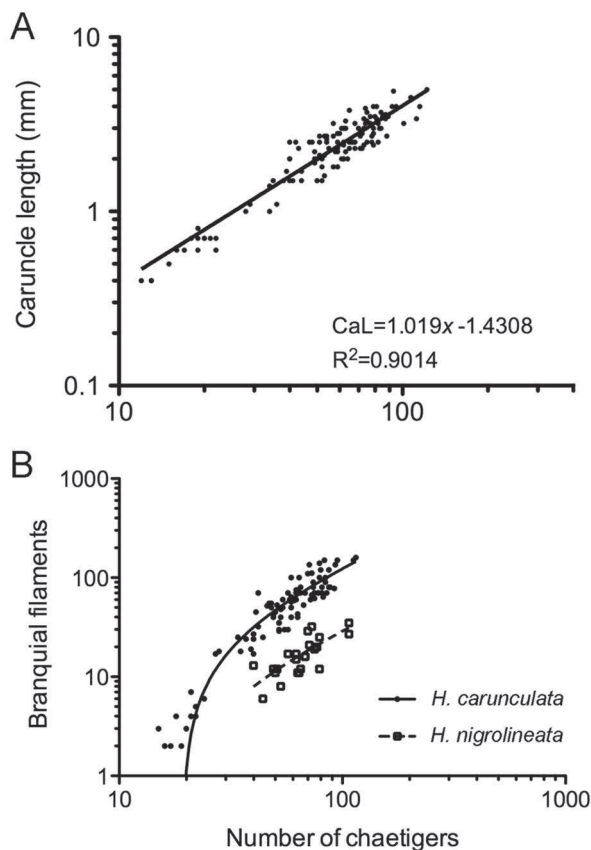 A
Caruncle length (mm)
10
1
0.1
CaL=1.019x -1.4308
R²=0.9014
10
100
B
Branquial filaments
1000
100
10
1
H. carunculata
H. nigrolineata
10
100
1000
Number of chaetigers